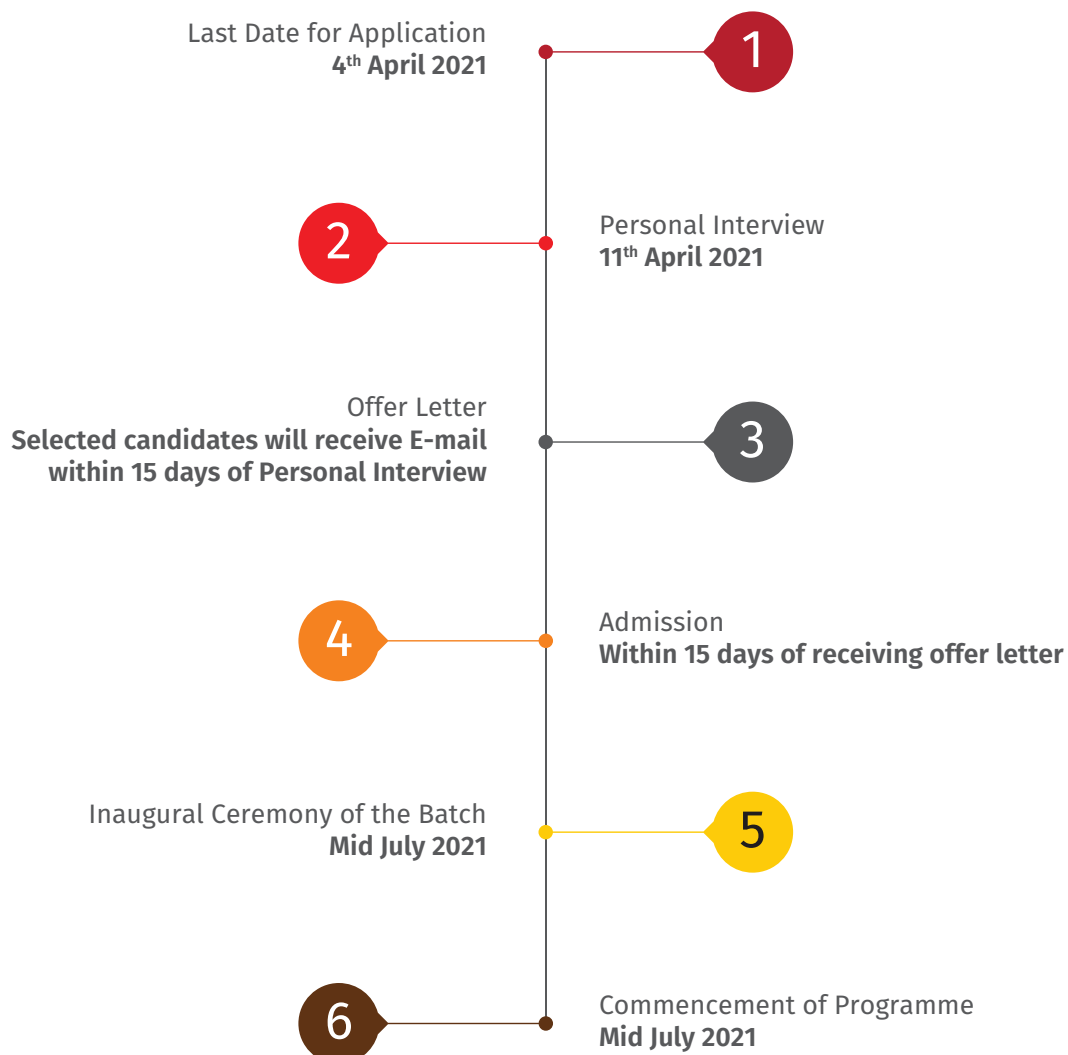 Last Date for Application
4th April 2021
1
2
Personal Interview
11th April 2021
Offer Letter
Selected candidates will receive E-mail
within 15 days of Personal Interview
3
4
Admission
Within 15 days of receiving offer letter
Inaugural Ceremony of the Batch
Mid July 2021
5
6
Commencement of Programme
Mid July 2021